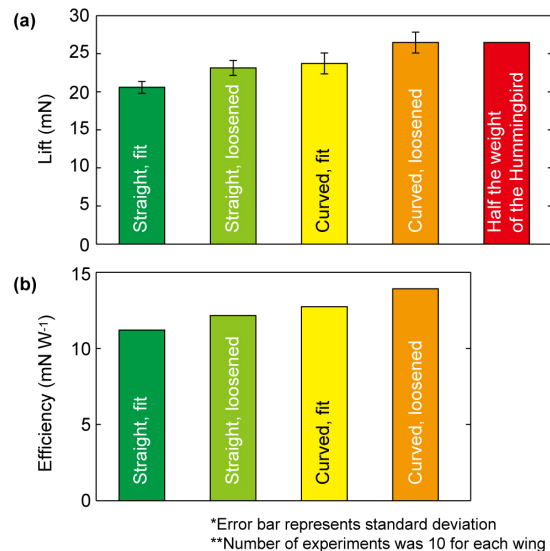 (a)
30
25
20
15
10
5
0
Lift (mN)
Straight, fit
Straight, loosened
Curved, fit
Curved, loosened
Half the weight
of the Hummingbird
(b)
15
10
5
0
Efficiency (mN W-1)
Straight, fit
Straight, loosened
Curved, fit
Curved, loosened
*Error bar represents standard deviation
**Number of experiments was 10 for each wing